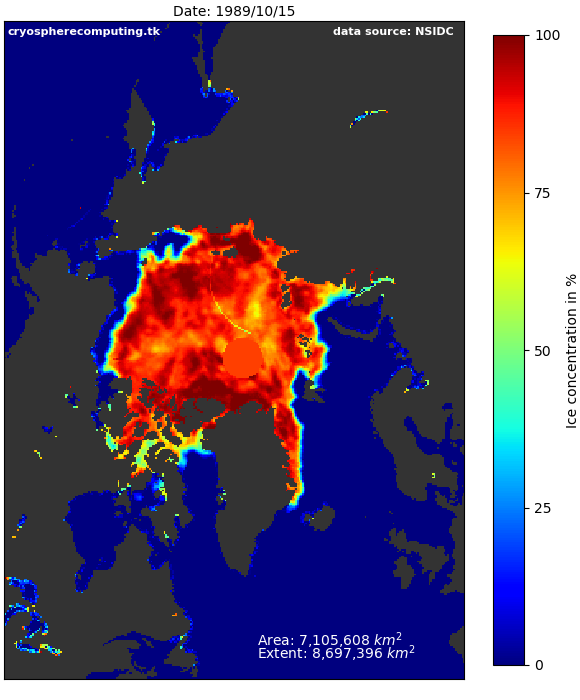 Date: 1989/10/15
cryospherecomputing.tk data source: NSIDC
100
75
50
25
0
Ice concentration in %
Area: 7,105,608 km²
Extent: 8,697,396 km²